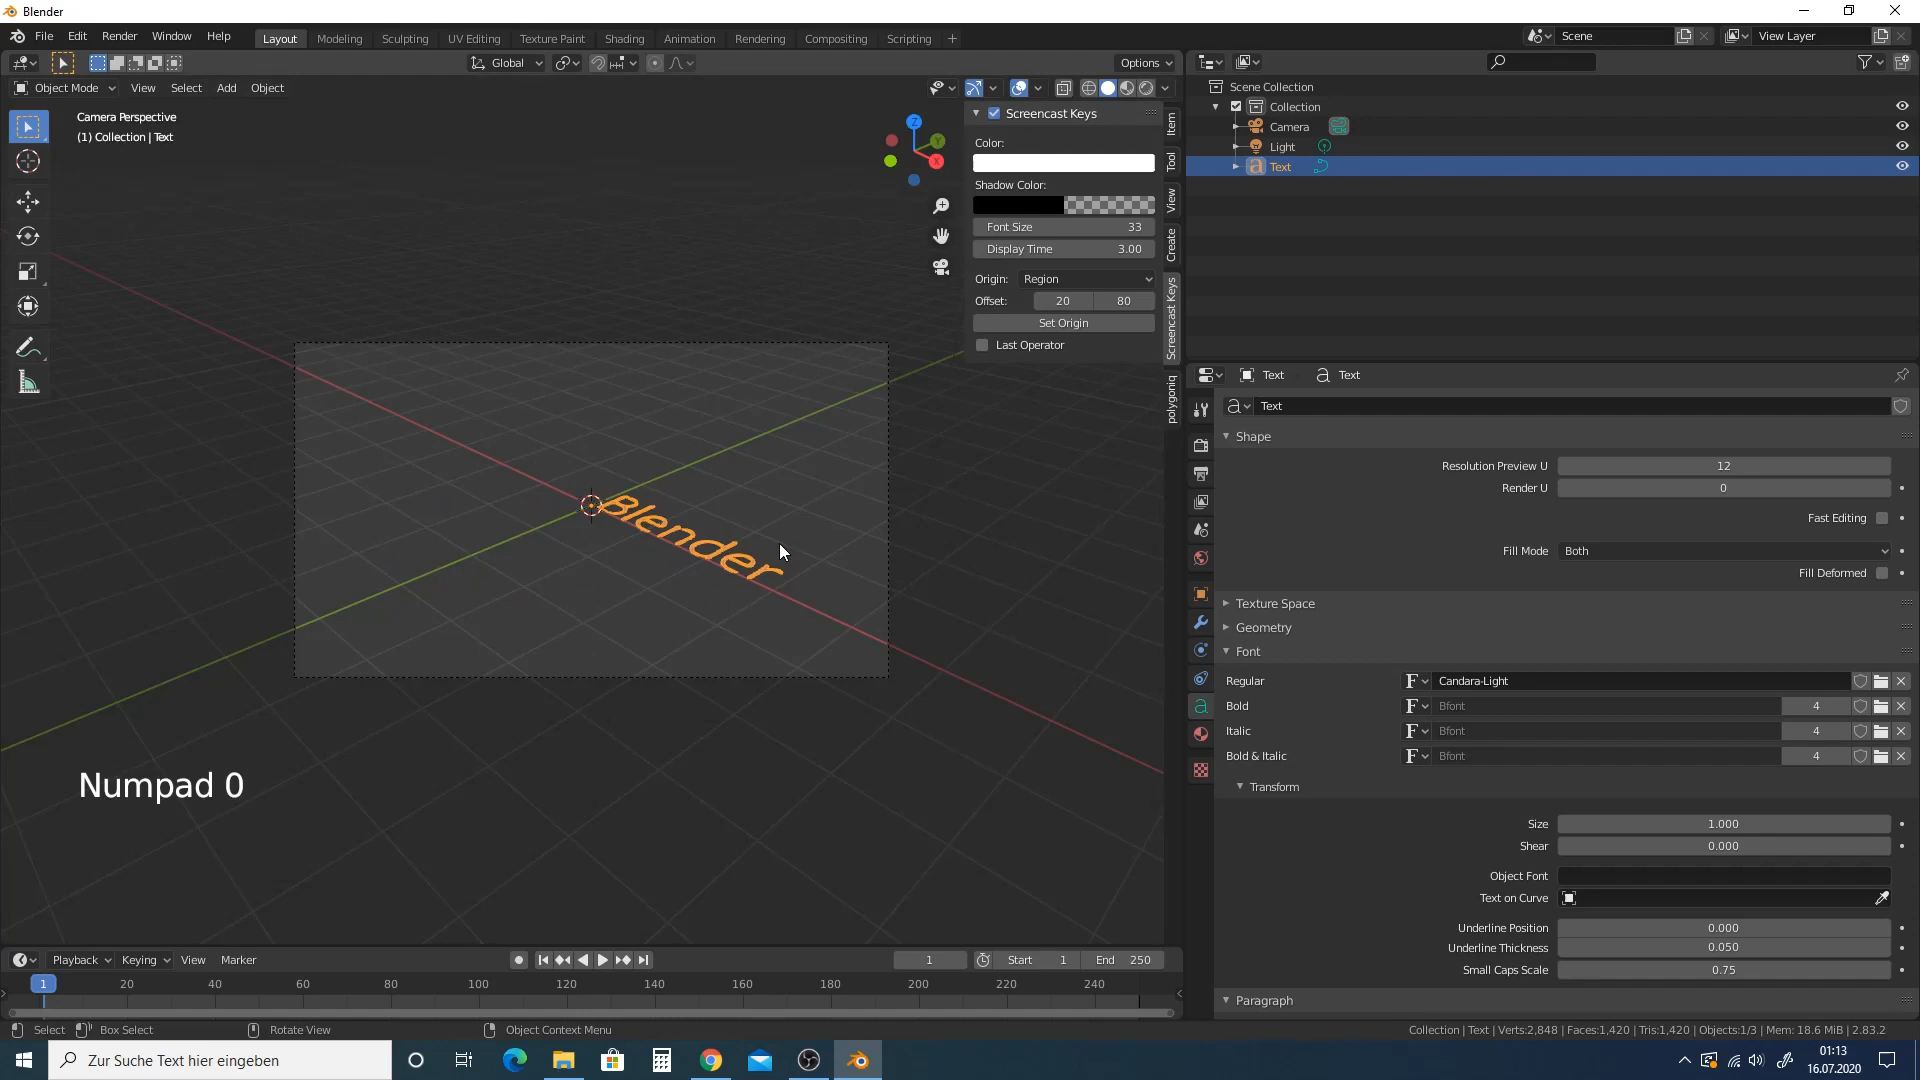 Blender
File Edit Render Window Help Layout Modeling Sculpting UV Editing Texture Paint Shading Animation Rendering Compositing Scripting + Scene View Layer
Global Options
Object Mode View Select Add Object
Camera Perspective
(1) Collection | Text
Z
Y
X
Screencast Keys
Color:
Shadow Color:
Font Size 33
Display Time 3.00
Origin: Region
Offset: 20 80
Set Origin
Last Operator
Item
Tool
View
Create
Screencast Keys
polygoniq
Blender
Numpad 0
Scene Collection
Collection
Camera
Light
Text
Text Text
Text
Shape
Resolution Preview U 12
Render U 0
Fast Editing
Fill Mode Both
Fill Deformed
Texture Space
Geometry
Font
Regular F Candara-Light
Bold F Bfont 4
Italic F Bfont 4
Bold & Italic F Bfont 4
Transform
Size 1.000
Shear 0.000
Object Font
Text on Curve
Underline Position 0.000
Underline Thickness 0.050
Small Caps Scale 0.75
Paragraph
Playback Keying View Marker 1 Start 1 End 250
1 20 40 60 80 100 120 140 160 180 200 220 240
Select Box Select Rotate View Object Context Menu Collection | Text | Verts:2,848 | Faces:1,420 | Tris:1,420 | Objects:1/3 | Mem: 18.6 MiB | 2.83.2
Zur Suche Text hier eingeben
01:13
16.07.2020